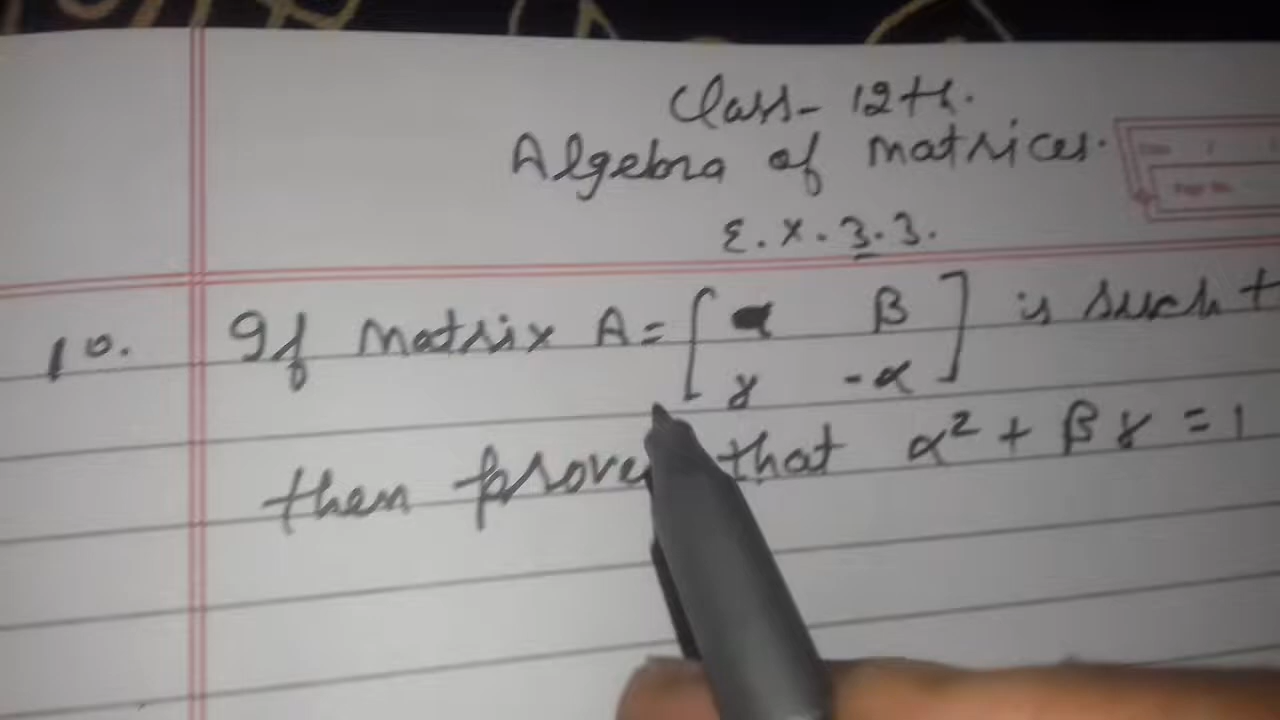 Class- 12th.
Algebra of Matrices.
E.X.3.3.
10. If Matrix A = [α β] is such
[γ -α]
then prove that α² + βγ = 1